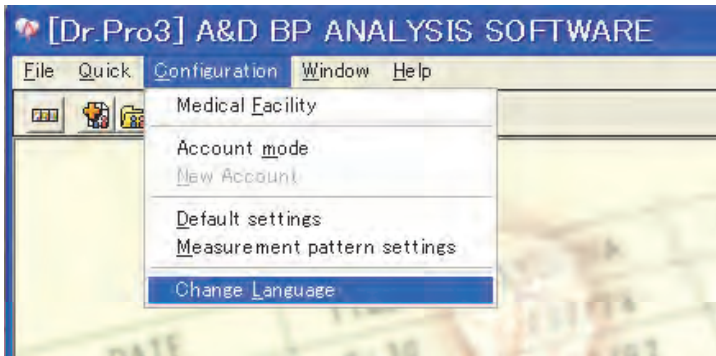 [Dr.Pro3] A&D BP ANALYSIS SOFTWARE
File Quick Configuration Window Help
Medical Facility
Account mode
New Account
Default settings
Measurement pattern settings
Change Language
DATE